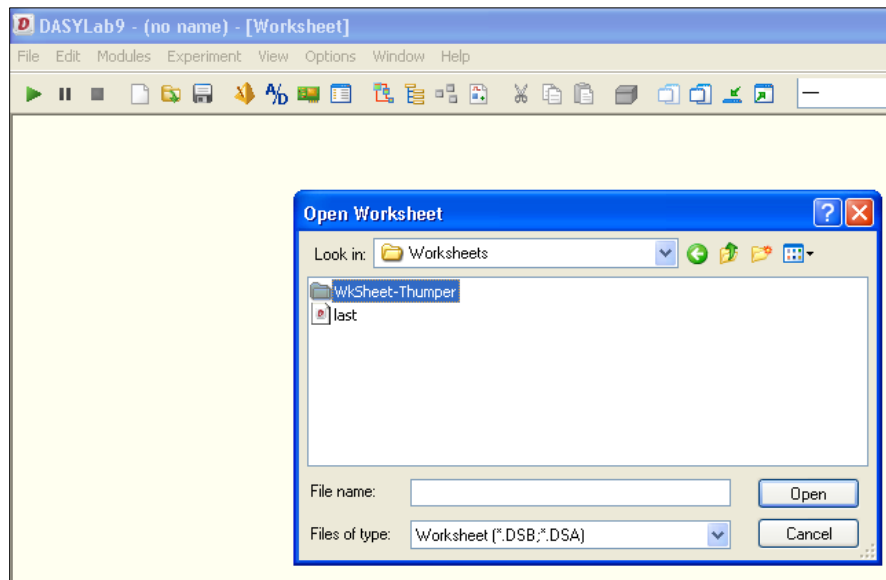 DASYLab9 - (no name) - [Worksheet]
File Edit Modules Experiment View Options Window Help
A/D
Open Worksheet
Look in: Worksheets
WkSheet-Thumper
last
File name:
Open
Files of type: Worksheet (*.DSB;*.DSA)
Cancel